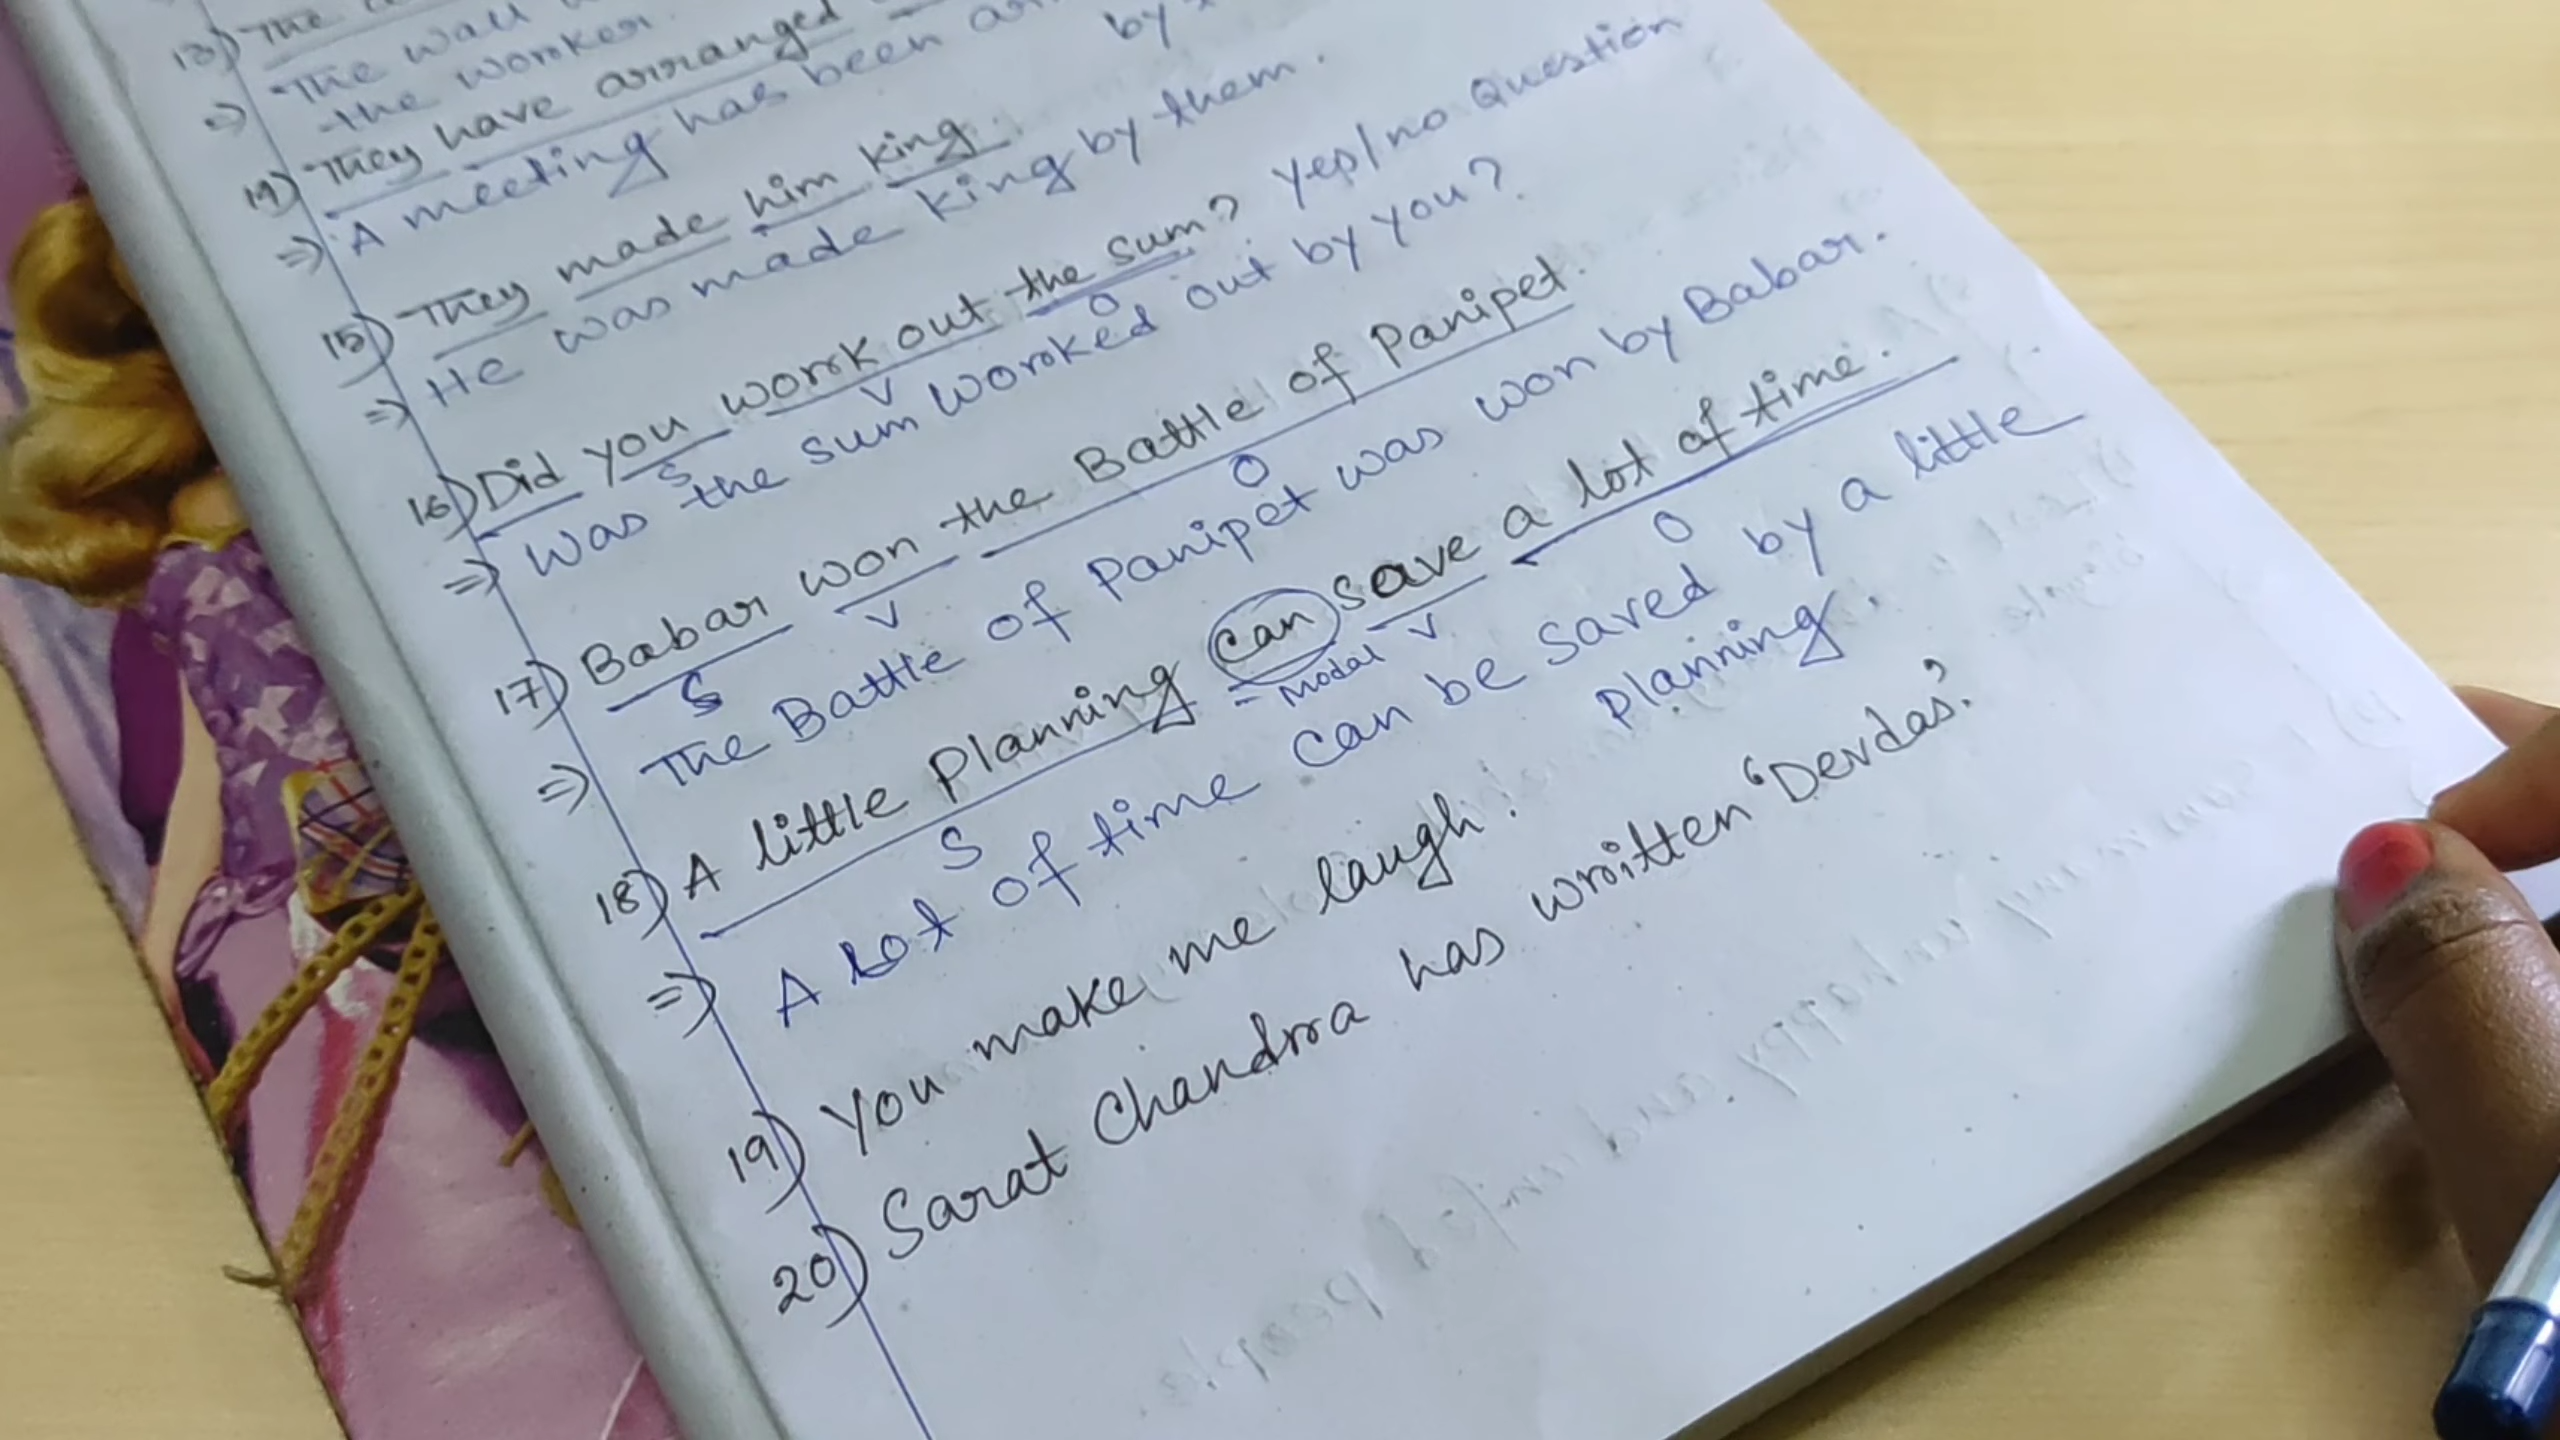 13) The
The wall
the worker
14) They have arranged
=) A meeting has been
by
15) They made him king.
=) He was made king by them.
16) Did you work out the sum? Yes/no Question
S V O
=) Was the sum worked out by you?
17) Babar won the Battle of Panipet.
S V O
=) The Battle of Panipet was won by Babar.
18) A little Planning can save a lot of time.
S = Modal V O
=) A lot of time can be saved by a little
Planning.
19) You make me laugh.
20) Sarat Chandra has written 'Devdas'.